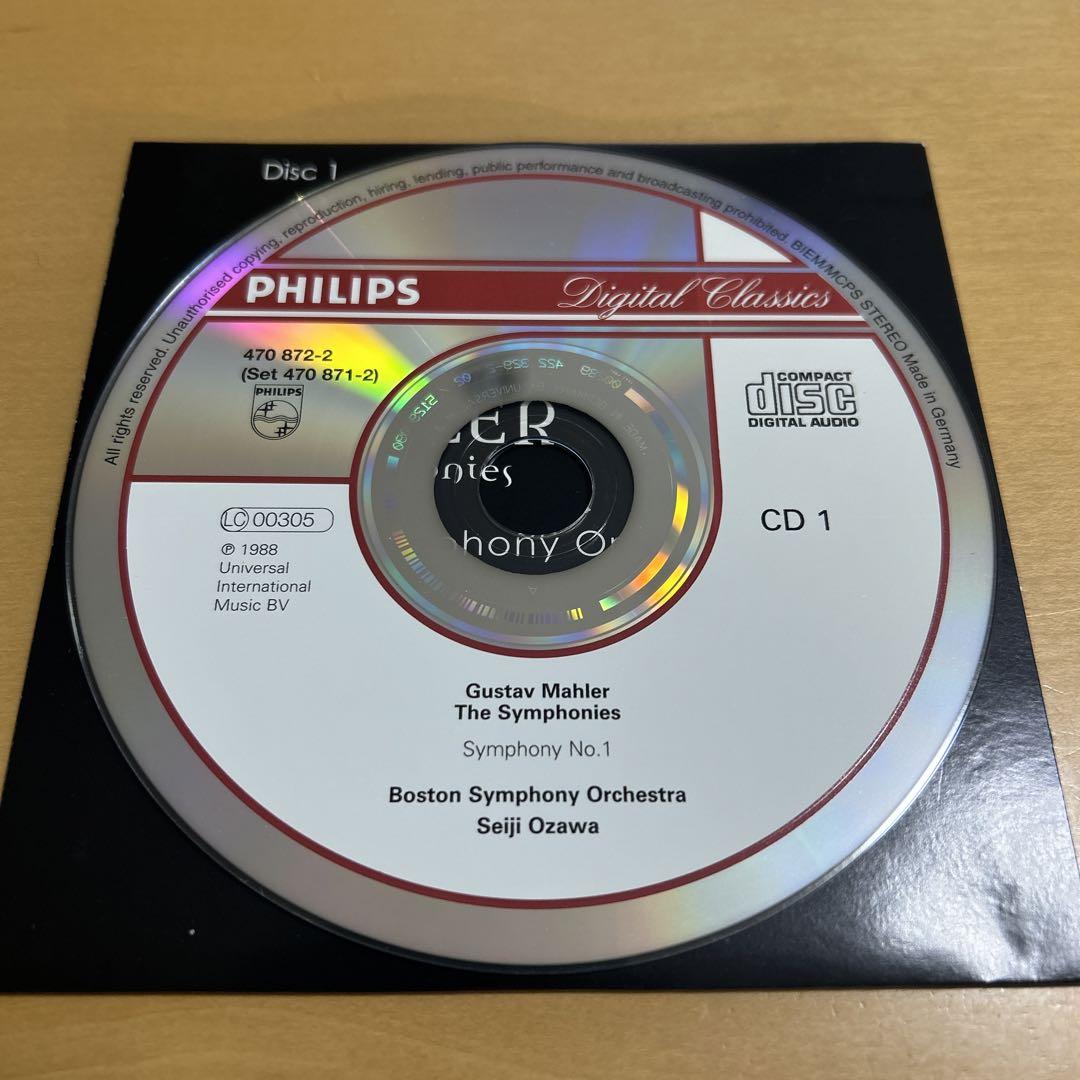 Disc 1
All rights reserved. Unauthorised copying, reproduction, hiring, lending, public performance and broadcasting prohibited. BIEM/MCPS STEREO Made in Germany
PHILIPS
Digital Classics
470 872-2
(Set 470 871-2)
PHILIPS
COMPACT
disc
DIGITAL AUDIO
LC 00305
℗ 1988
Universal
International
Music BV
CD 1
Gustav Mahler
The Symphonies
Symphony No.1
Boston Symphony Orchestra
Seiji Ozawa